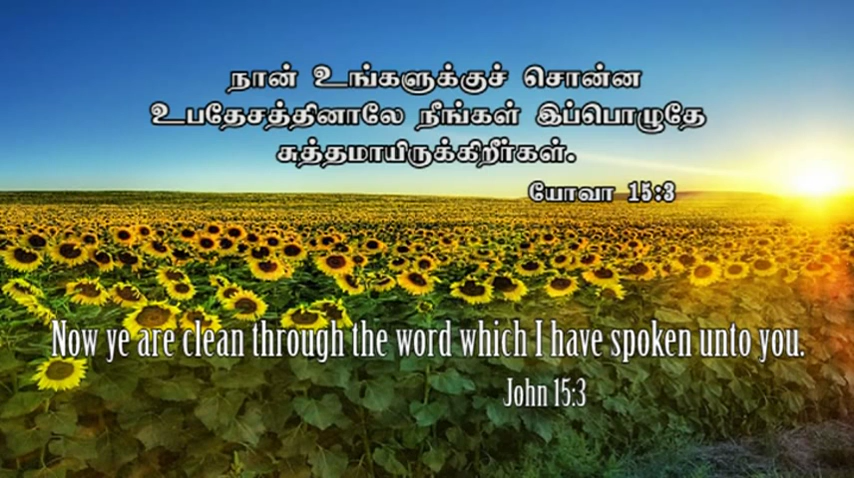 நான் உங்களுக்குச் சொன்ன
உபதேசத்தினாலே நீங்கள் இப்பொழுதே
சுத்தமாயிருக்கிறீர்கள்.
யோவா 15:3
Now ye are clean through the word which I have spoken unto you.
John 15:3